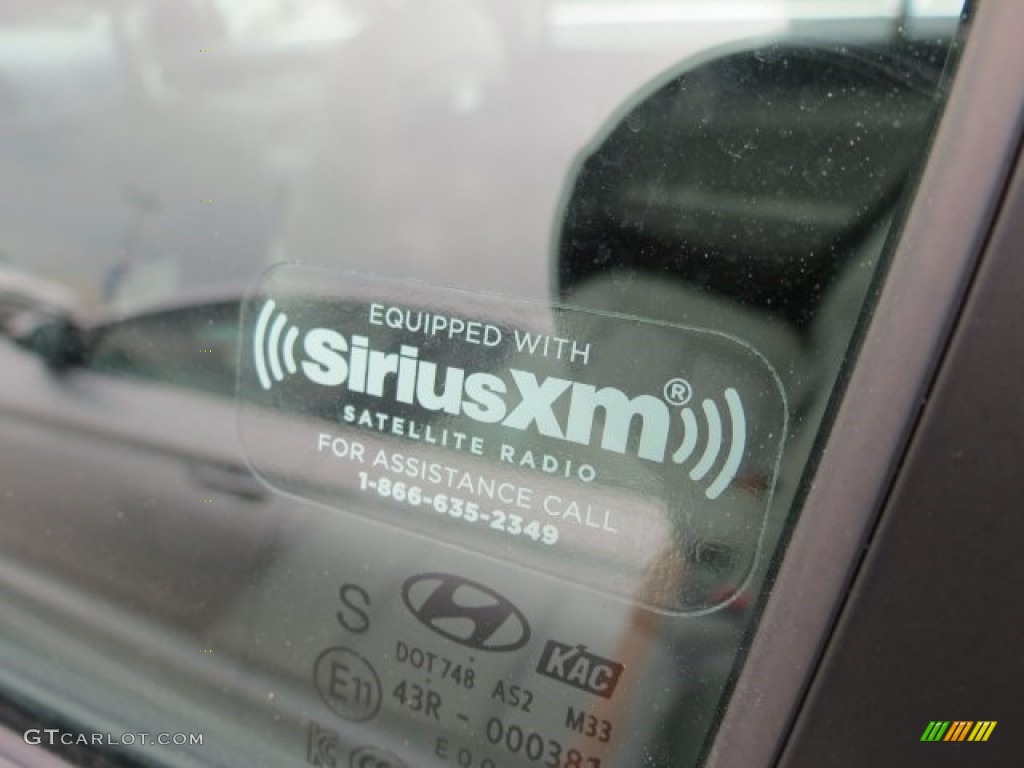 EQUIPPED WITH
SiriusXm®
SATELLITE RADIO
FOR ASSISTANCE CALL
1-866-635-2349
S
KAC
DOT 748 AS2 M33
E11 43R - 00038
GTCARLOT.COM